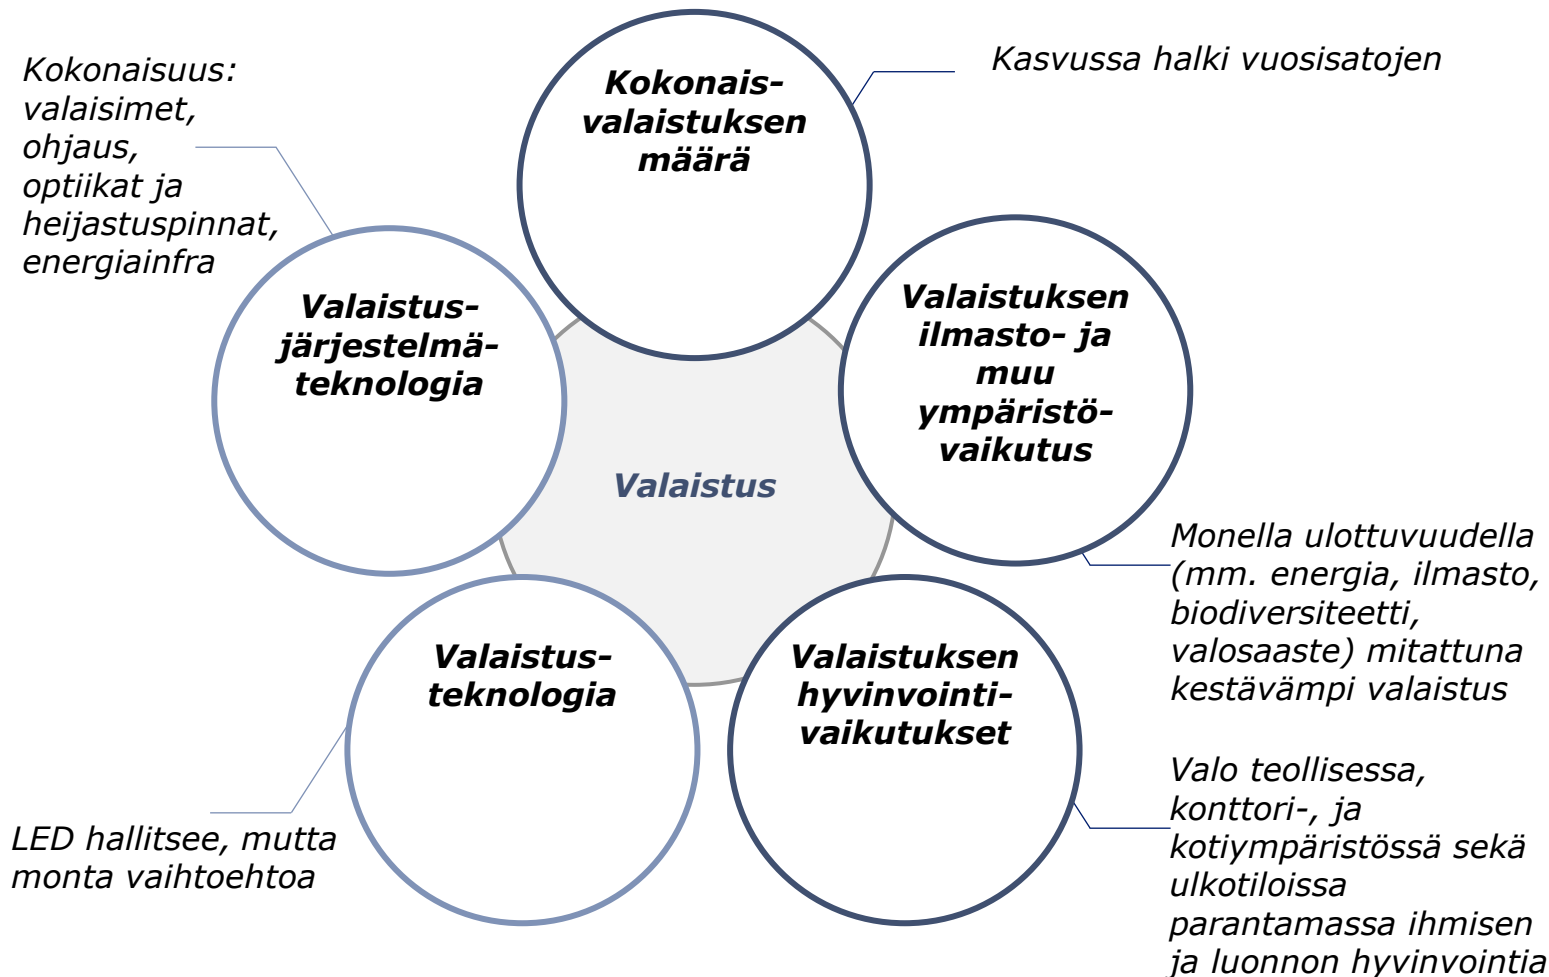 Kokonaisuus:
valaisimet,
ohjaus,
optiikat ja
heijastuspinnat,
energiainfra
Kokonais-
valaistuksen
määrä
Kasvussa halki vuosisatojen
Valaistus-
järjestelmä-
teknologia
Valaistuksen
ilmasto- ja
muu
ympäristö-
vaikutus
Valaistus
Monella ulottuvuudella
(mm. energia, ilmasto,
biodiversiteetti,
valosaaste) mitattuna
kestävämpi valaistus
Valaistus-
teknologia
Valaistuksen
hyvinvointi-
vaikutukset
LED hallitsee, mutta
monta vaihtoehtoa
Valo teollisessa,
konttori-, ja
kotiympäristössä sekä
ulkotiloissa
parantamassa ihmisen
ja luonnon hyvinvointia